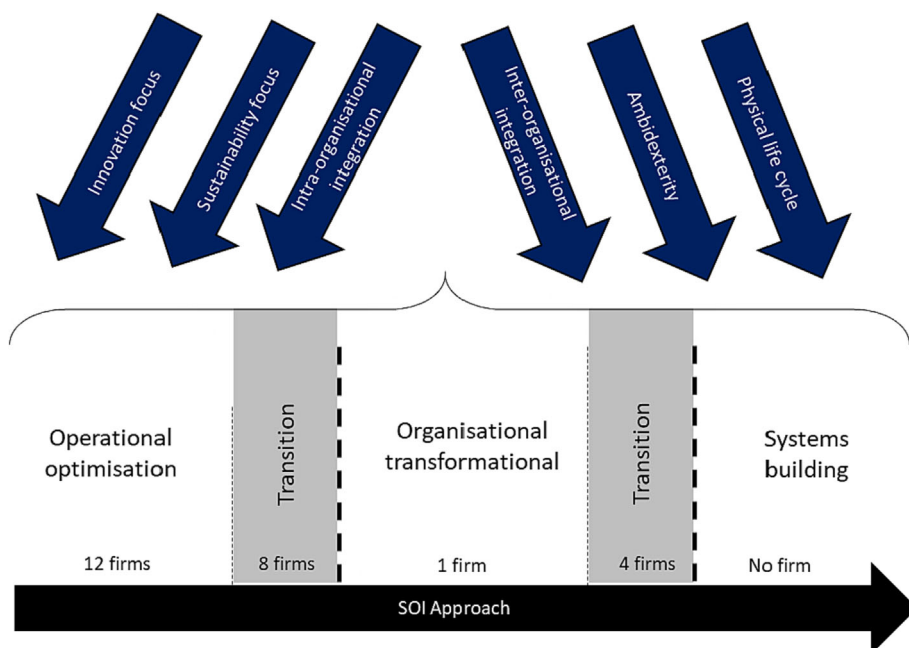 Innovation focus
Sustainability focus
Intra-organisational
integration
Inter-organisational
integration
Ambidexterity
Physical life cycle
Operational
optimisation
Transition
Organisational
transformational
Transition
Systems
building
12 firms
8 firms
1 firm
4 firms
No firm
SOI Approach